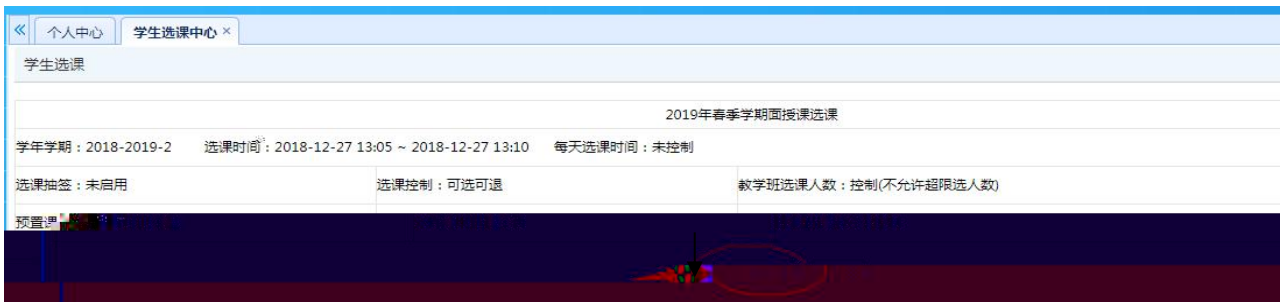 个人中心 学生选课中心 ×
学生选课
2019年春季学期面授课选课
学年学期：2018-2019-2 选课时间：2018-12-27 13:05 ~ 2018-12-27 13:10 每天选课时间：未控制
选课抽签：未启用 选课控制：可选可退 教学班选课人数：控制(不允许超限选人数)
预置课